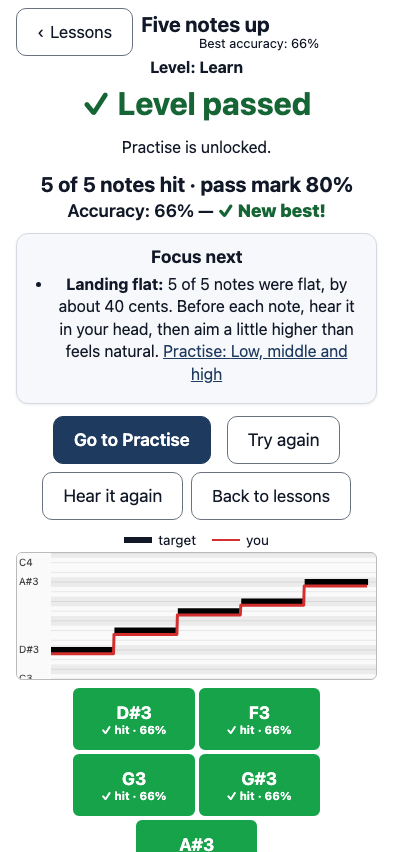 ‹ Lessons
Five notes up
Best accuracy: 66%
Level: Learn
✓ Level passed
Practise is unlocked.
5 of 5 notes hit · pass mark 80%
Accuracy: 66% — ✓ New best!
Focus next
• Landing flat: 5 of 5 notes were flat, by
about 40 cents. Before each note, hear it
in your head, then aim a little higher than
feels natural. Practise: Low, middle and
high
Go to Practise
Try again
Hear it again
Back to lessons
target
you
C4
A#3
D#3
C3
D#3
✓ hit · 66%
F3
✓ hit · 66%
G3
✓ hit · 66%
G#3
✓ hit · 66%
A#3